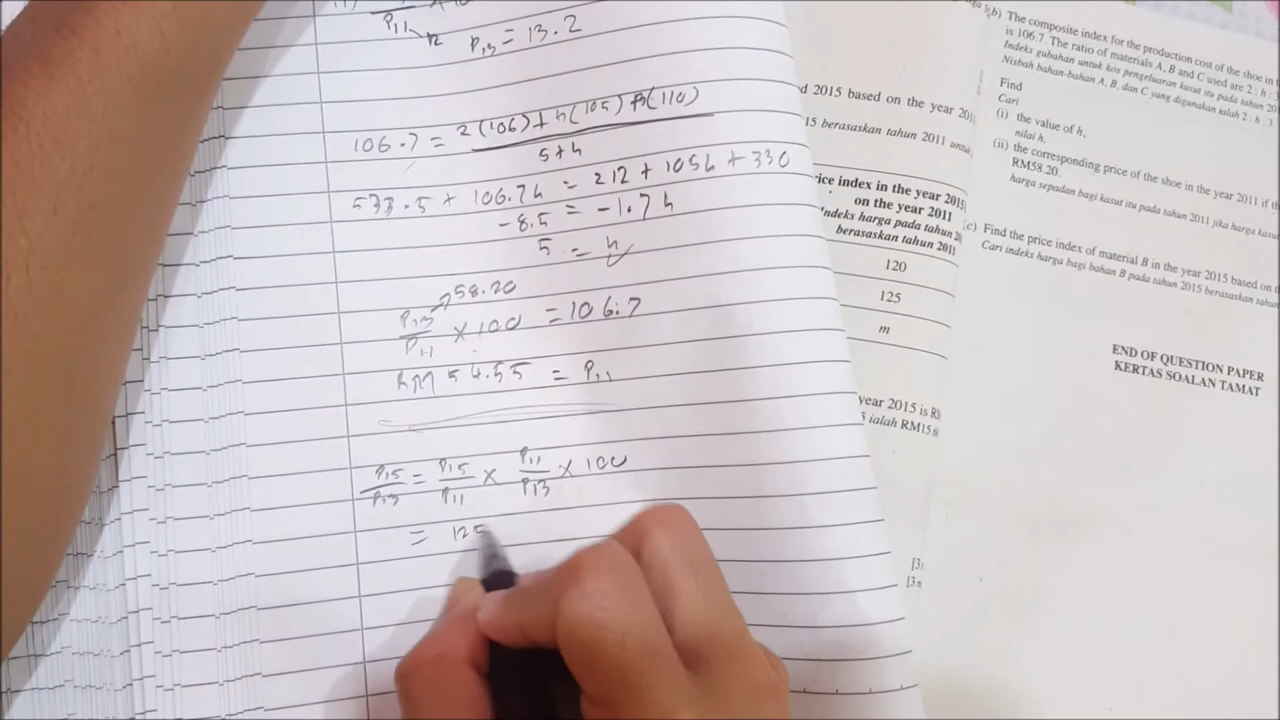 P11
12
P13 = 13.2
106.7 = 2(106) + h(105) + 3(110)
5 + h
533.5 + 106.7h = 212 + 105h + 330
-8.5 = -1.7h
5 = h
58.20
P13
P11
× 100 = 106.7
RM 54.55 = P11
P15 = P15 × P11 × 100
P13 P11 P13
= 125
d 2015 based on the year 201
15 berasaskan tahun 2011 untuk
rice index in the year 2015
on the year 2011
Indeks harga pada tahun 2
berasaskan tahun 2011
120
125
m
year 2015 is RM
5 ialah RM15
[3
[3
b) The composite index for the production cost of the shoe in
is 106.7. The ratio of materials A, B and C used are 2 : h :
Indeks gubahan untuk kos pengeluaran kasut itu pada tahun 20
Nisbah bahan-bahan A, B, dan C yang digunakan ialah 2 : h : 3.
Find
Cari
(i) the value of h,
nilai h.
(ii) the corresponding price of the shoe in the year 2011 if th
RM58.20.
harga sepadan bagi kasut itu pada tahun 2011 jika harga kasu
(c) Find the price index of material B in the year 2015 based on
Cari indeks harga bagi bahan B pada tahun 2015 berasaskan tahu
END OF QUESTION PAPER
KERTAS SOALAN TAMAT